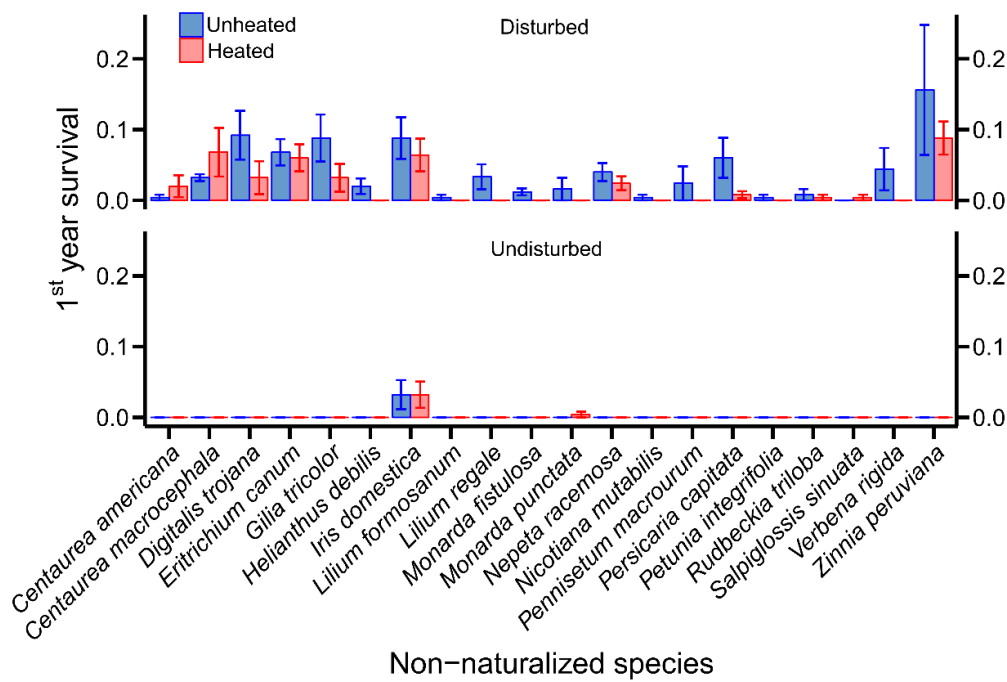 Unheated
Heated
Disturbed
0.2
0.1
0.0
0.2
0.1
0.0
1st year survival
Undisturbed
0.2
0.1
0.0
0.2
0.1
0.0
Centaurea americana
Centaurea macrocephala
Digitalis trojana
Eritrichium canum
Gilia tricolor
Helianthus debilis
Iris domestica
Lilium formosanum
Lilium regale
Monarda fistulosa
Monarda punctata
Nepeta racemosa
Nicotiana mutabilis
Pennisetum macrourum
Persicaria capitata
Petunia integrifolia
Rudbeckia triloba
Salpiglossis sinuata
Verbena rigida
Zinnia peruviana
Non−naturalized species